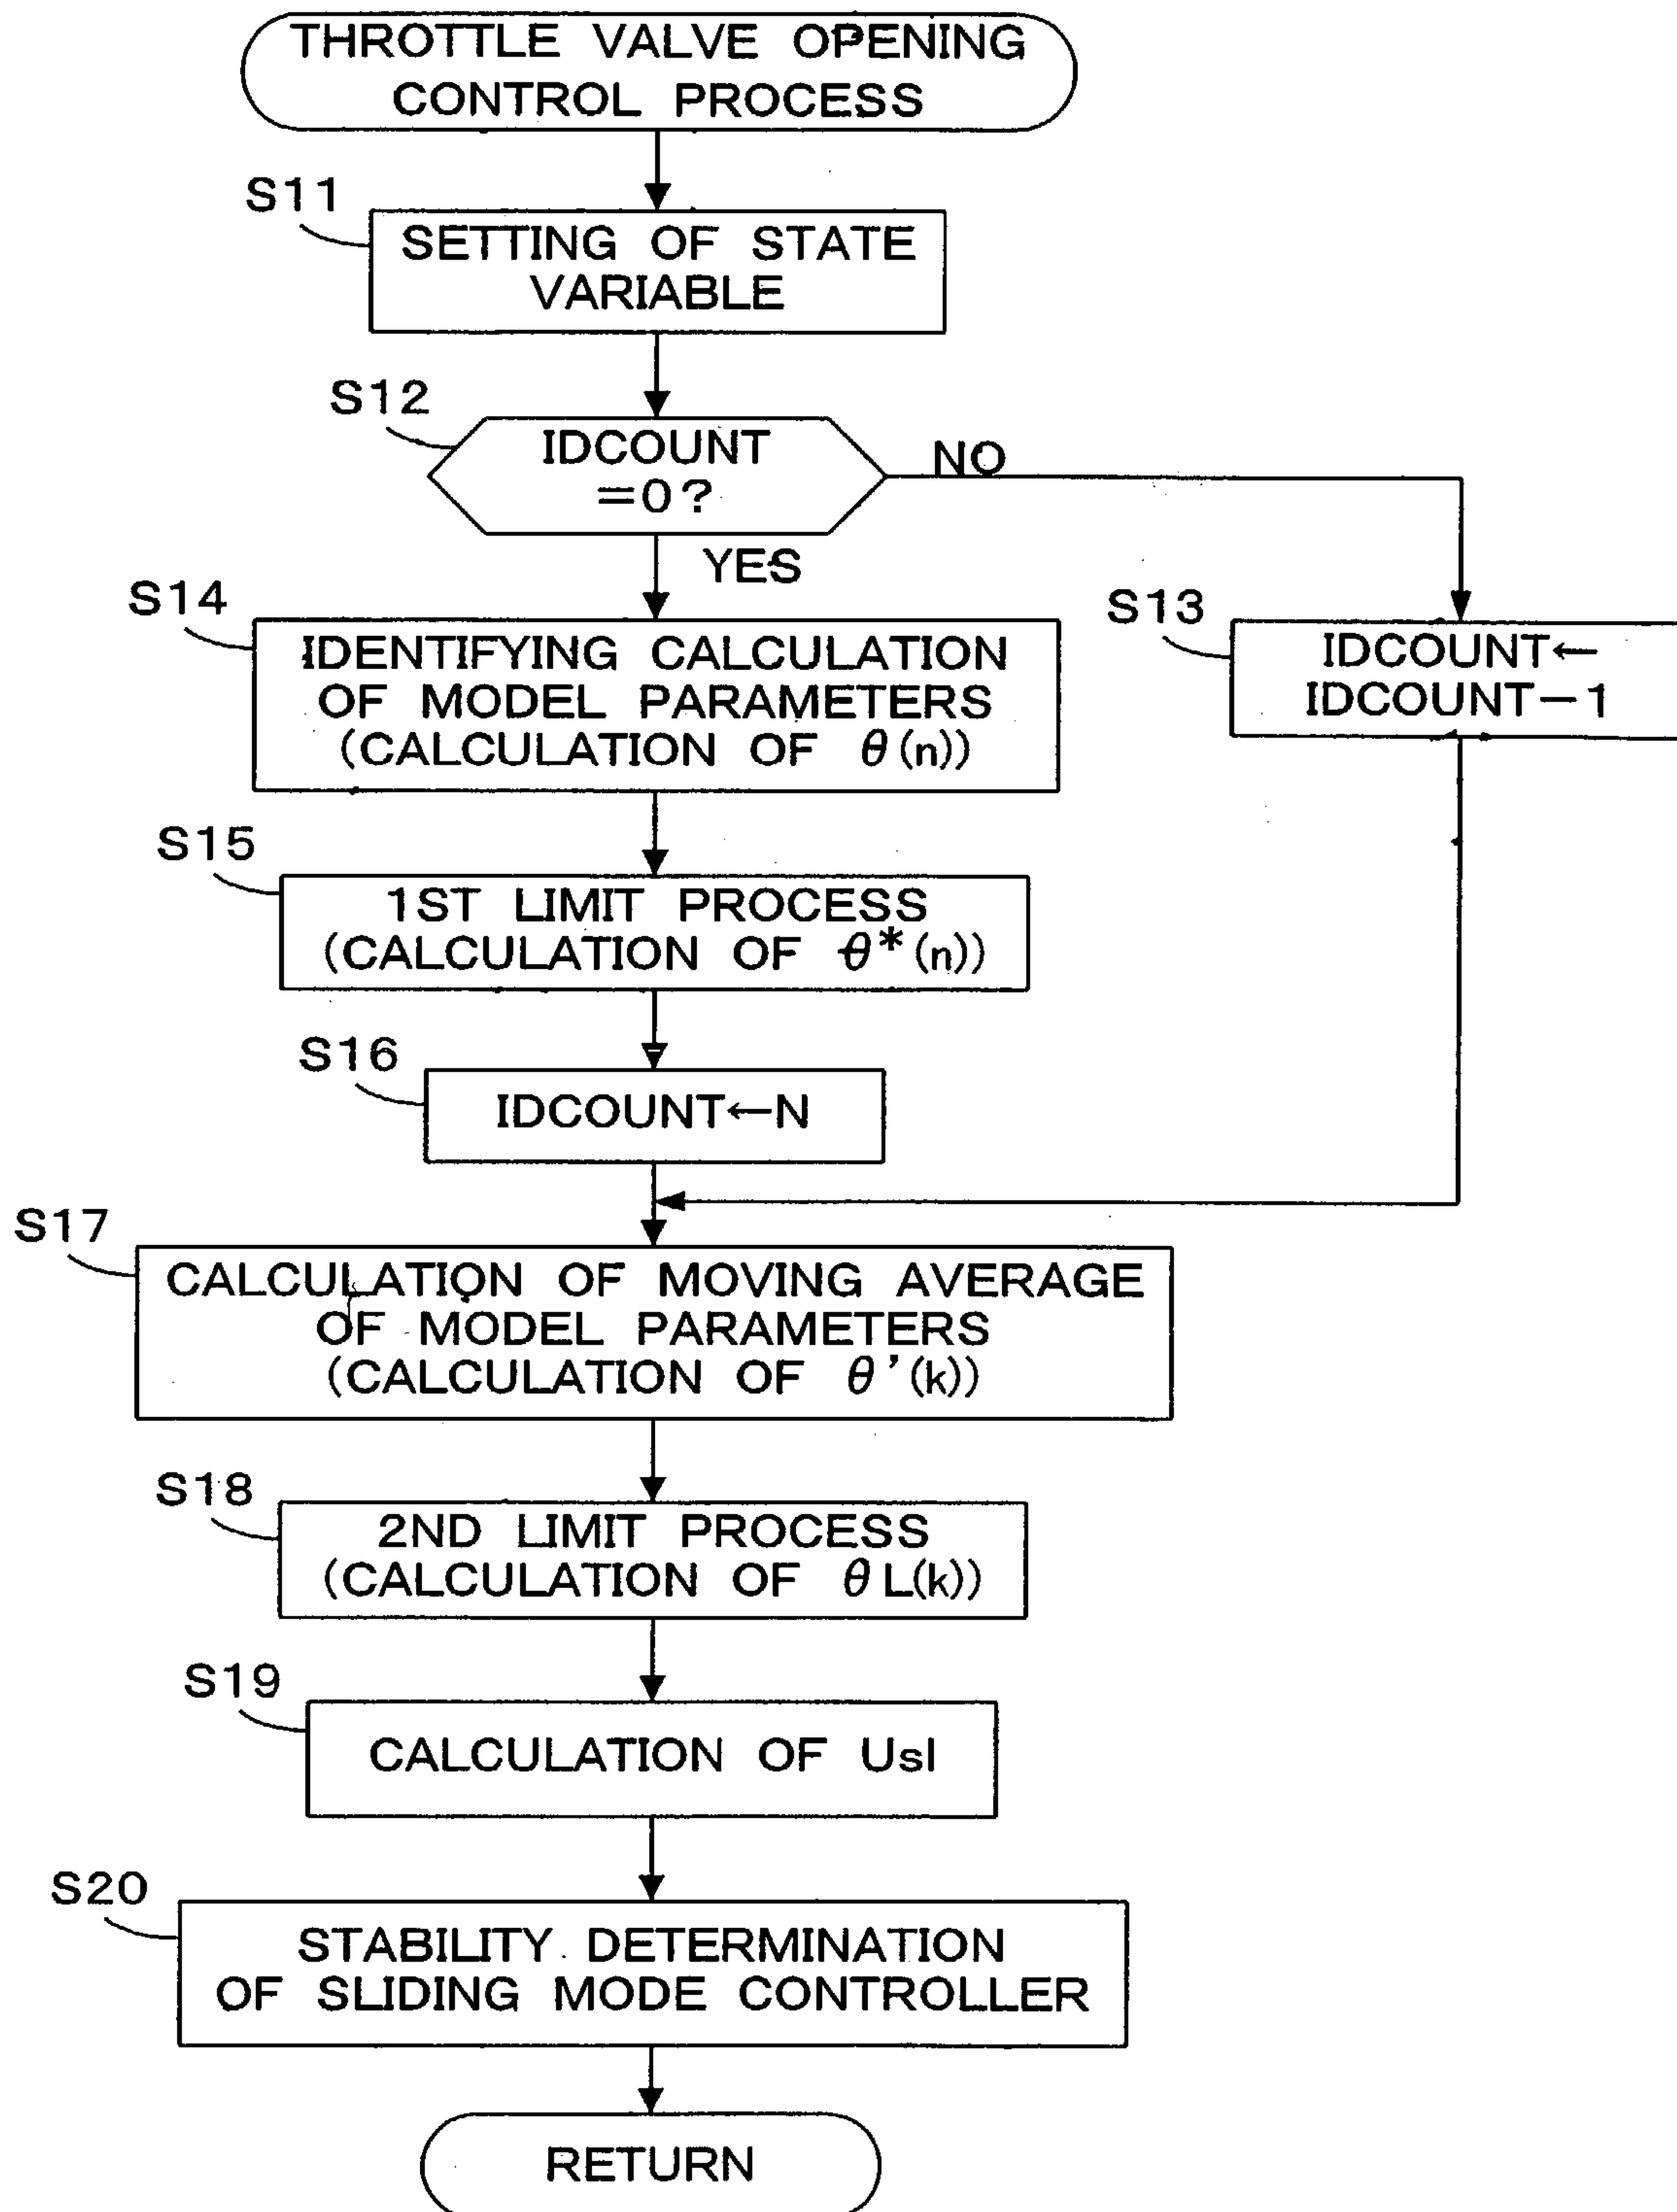 THROTTLE VALVE OPENING
CONTROL PROCESS
S11
SETTING OF STATE
VARIABLE
S12
IDCOUNT
=0?
NO
YES
S14
IDENTIFYING CALCULATION
OF MODEL PARAMETERS
(CALCULATION OF θ(n))
S13
IDCOUNT←
IDCOUNT−1
S15
1ST LIMIT PROCESS
(CALCULATION OF θ*(n))
S16
IDCOUNT←N
S17
CALCULATION OF MOVING AVERAGE
OF MODEL PARAMETERS
(CALCULATION OF θ'(k))
S18
2ND LIMIT PROCESS
(CALCULATION OF θL(k))
S19
CALCULATION OF Usl
S20
STABILITY DETERMINATION
OF SLIDING MODE CONTROLLER
RETURN